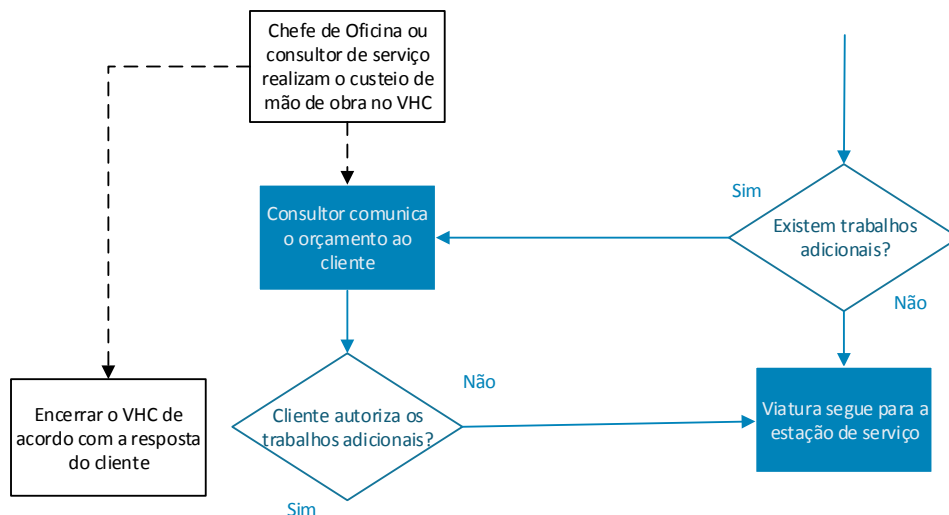 Chefe de Oficina ou
consultor de serviço
realizam o custeio de
mão de obra no VHC
Sim
Consultor comunica
o orçamento ao
cliente
Existem trabalhos
adicionais?
Não
Não
Encerrar o VHC de
acordo com a resposta
do cliente
Cliente autoriza os
trabalhos adicionais?
Viatura segue para a
estação de serviço
Sim